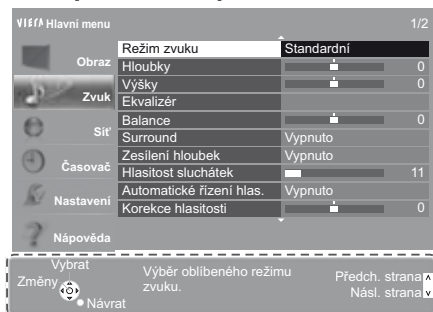 VIErA Hlavní menu 1/2
Obraz
Zvuk
Síť
Časovač
Nastavení
Nápověda
Režim zvuku Standardní
Hloubky 0
Výšky 0
Ekvalizér
Balance 0
Surround Vypnuto
Zesílení hloubek Vypnuto
Hlasitost sluchátek 11
Automatické řízení hlas. Vypnuto
Korekce hlasitosti 0
Vybrat
Změny
Návrat
Výběr oblíbeného režimu
zvuku.
Předch. strana
Násl. strana